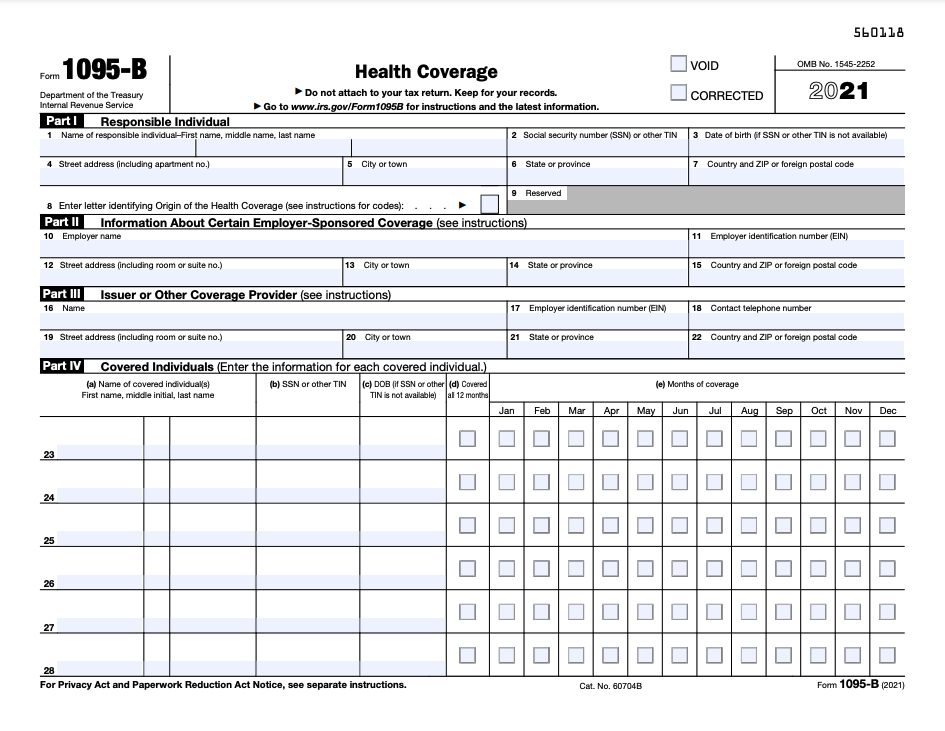 560118
Form 1095-B
Department of the Treasury
Internal Revenue Service
Health Coverage
▶ Do not attach to your tax return. Keep for your records.
▶ Go to www.irs.gov/Form1095B for instructions and the latest information.
VOID
CORRECTED
OMB No. 1545-2252
2021
Part I Responsible Individual
1 Name of responsible individual–First name, middle name, last name
2 Social security number (SSN) or other TIN
3 Date of birth (if SSN or other TIN is not available)
4 Street address (including apartment no.)
5 City or town
6 State or province
7 Country and ZIP or foreign postal code
8 Enter letter identifying Origin of the Health Coverage (see instructions for codes): . . . ▶
9 Reserved
Part II Information About Certain Employer-Sponsored Coverage (see instructions)
10 Employer name
11 Employer identification number (EIN)
12 Street address (including room or suite no.)
13 City or town
14 State or province
15 Country and ZIP or foreign postal code
Part III Issuer or Other Coverage Provider (see instructions)
16 Name
17 Employer identification number (EIN)
18 Contact telephone number
19 Street address (including room or suite no.)
20 City or town
21 State or province
22 Country and ZIP or foreign postal code
Part IV Covered Individuals (Enter the information for each covered individual.)
(a) Name of covered individual(s)
First name, middle initial, last name
(b) SSN or other TIN
(c) DOB (if SSN or other
TIN is not available)
(d) Covered
all 12 months
(e) Months of coverage
Jan Feb Mar Apr May Jun Jul Aug Sep Oct Nov Dec
23
24
25
26
27
28
For Privacy Act and Paperwork Reduction Act Notice, see separate instructions.
Cat. No. 60704B
Form 1095-B (2021)